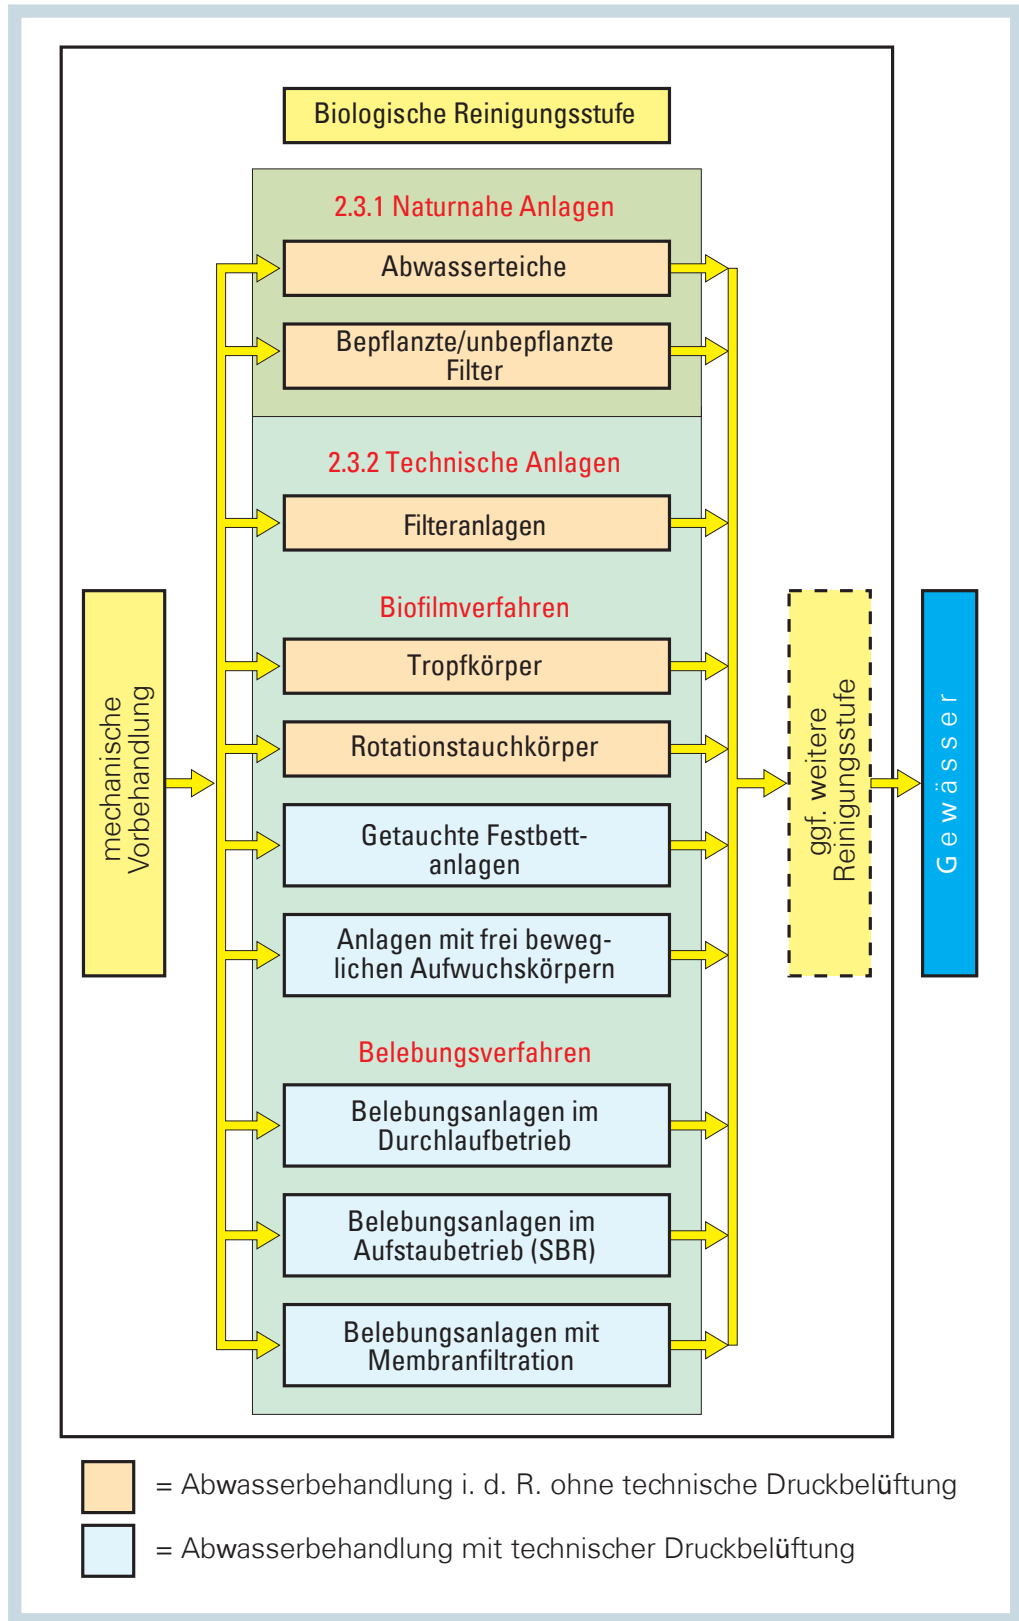 Biologische Reinigungsstufe
2.3.1 Naturnahe Anlagen
Abwasserteiche
Bepflanzte/unbepflanzte
Filter
2.3.2 Technische Anlagen
Filteranlagen
Biofilmverfahren
Tropfkörper
Rotationstauchkörper
Getauchte Festbett-
anlagen
Anlagen mit frei beweg-
lichen Aufwuchskörpern
Belebungsverfahren
Belebungsanlagen im
Durchlaufbetrieb
Belebungsanlagen im
Aufstaubetrieb (SBR)
Belebungsanlagen mit
Membranfiltration
mechanische
Vorbehandlung
ggf. weitere
Reinigungsstufe
Gewässer
= Abwasserbehandlung i. d. R. ohne technische Druckbelüftung
= Abwasserbehandlung mit technischer Druckbelüftung